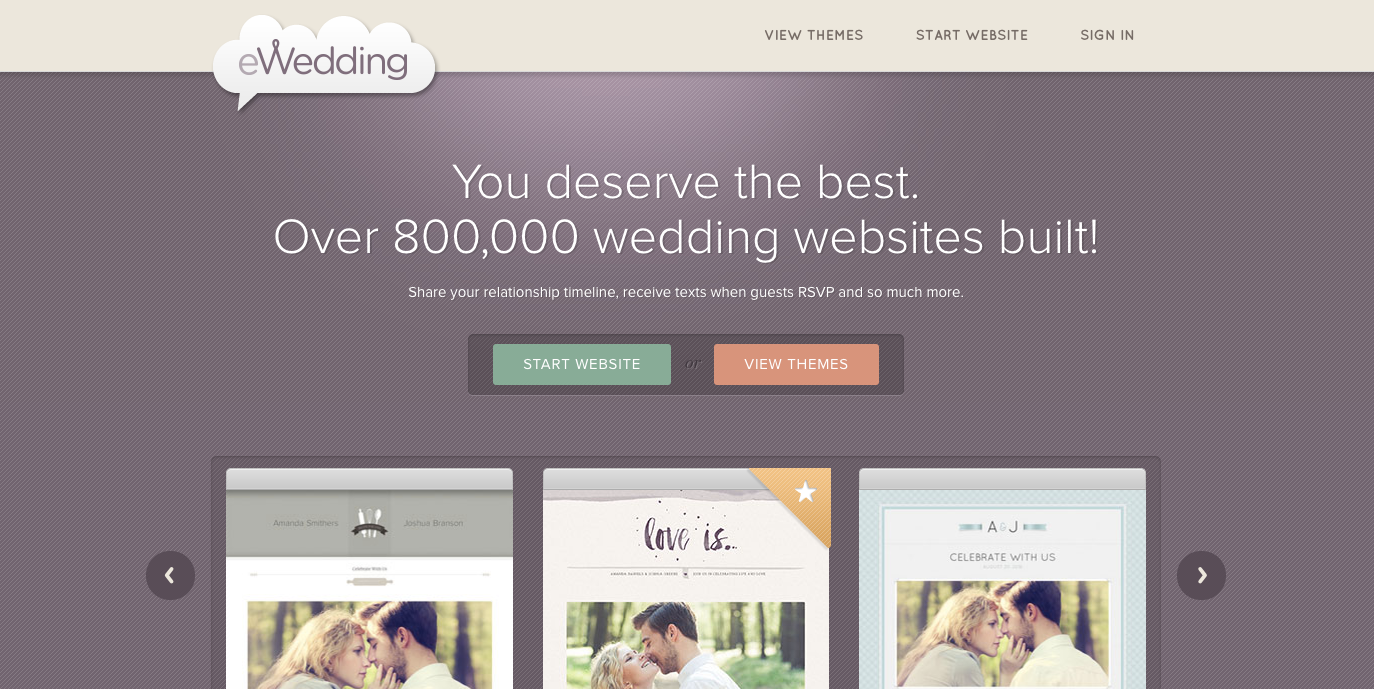 eWedding
VIEW THEMES
START WEBSITE
SIGN IN
You deserve the best.
Over 800,000 wedding websites built!
Share your relationship timeline, receive texts when guests RSVP and so much more.
START WEBSITE
or
VIEW THEMES
Amanda Smithers
Joshua Branson
Celebrate With Us
love is..
A & J
CELEBRATE WITH US